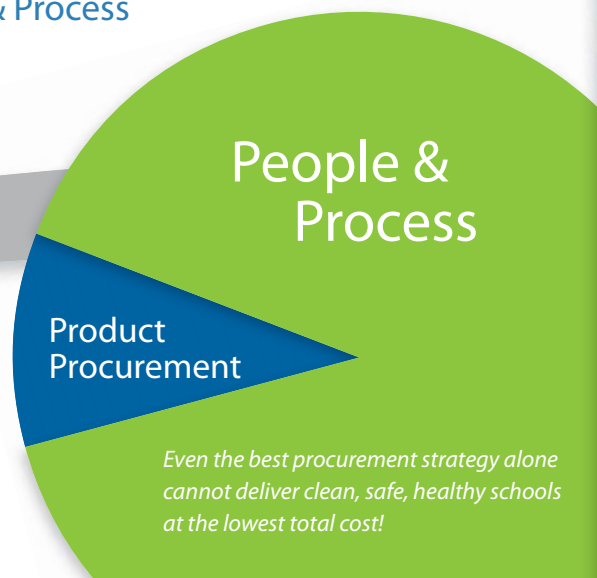 & Process
People &
Process
Product
Procurement
Even the best procurement strategy alone
cannot deliver clean, safe, healthy schools
at the lowest total cost!